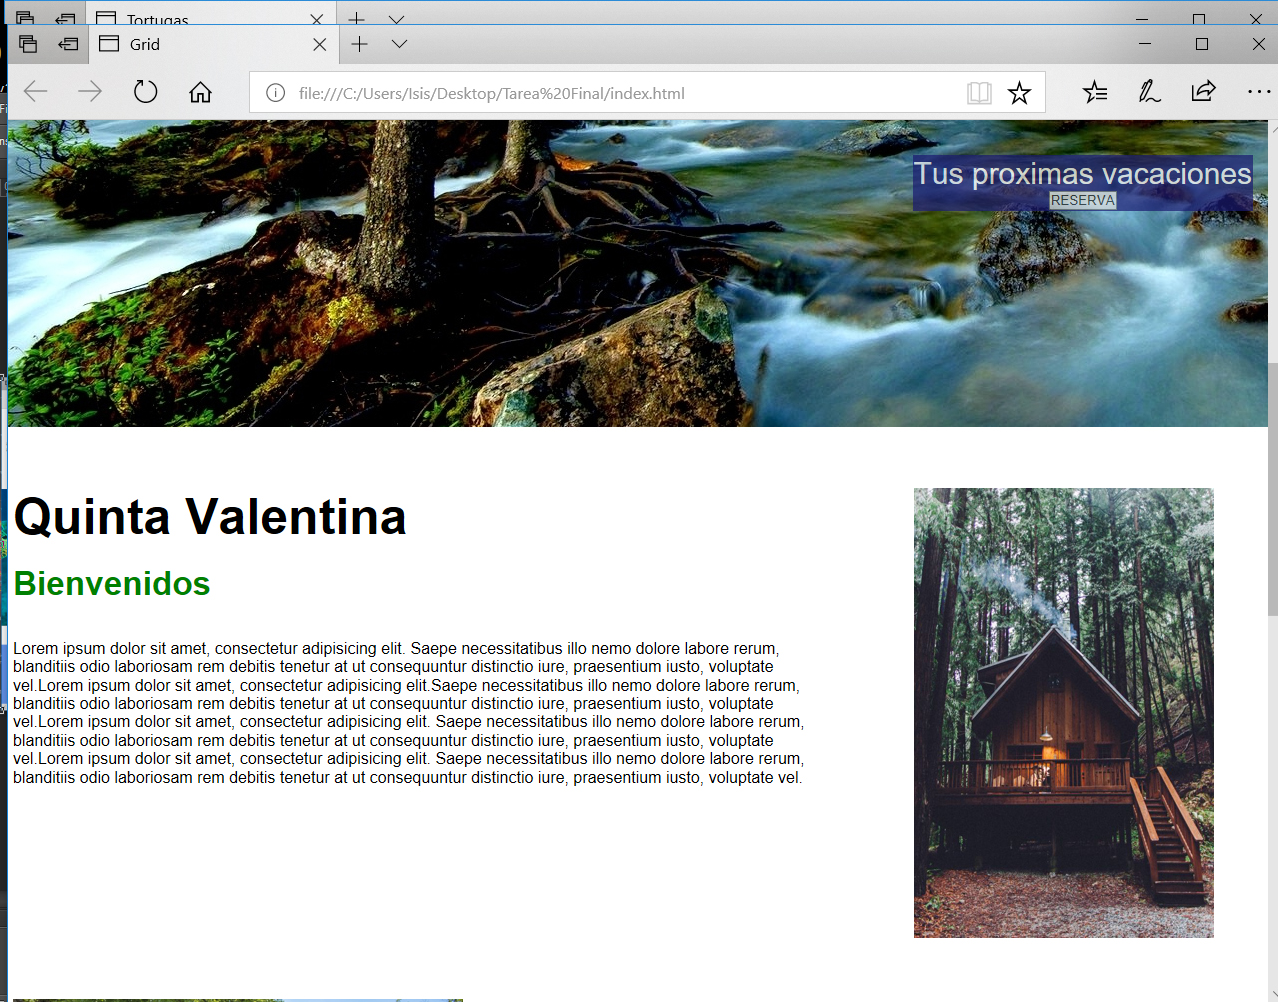 Tortugas
Grid
file:///C:/Users/Isis/Desktop/Tarea%20Final/index.html
Tus proximas vacaciones
RESERVA
Quinta Valentina
Bienvenidos
Lorem ipsum dolor sit amet, consectetur adipisicing elit. Saepe necessitatibus illo nemo dolore labore rerum,
blanditiis odio laboriosam rem debitis tenetur at ut consequuntur distinctio iure, praesentium iusto, voluptate
vel.Lorem ipsum dolor sit amet, consectetur adipisicing elit.Saepe necessitatibus illo nemo dolore labore rerum,
blanditiis odio laboriosam rem debitis tenetur at ut consequuntur distinctio iure, praesentium iusto, voluptate
vel.Lorem ipsum dolor sit amet, consectetur adipisicing elit. Saepe necessitatibus illo nemo dolore labore rerum,
blanditiis odio laboriosam rem debitis tenetur at ut consequuntur distinctio iure, praesentium iusto, voluptate
vel.Lorem ipsum dolor sit amet, consectetur adipisicing elit. Saepe necessitatibus illo nemo dolore labore rerum,
blanditiis odio laboriosam rem debitis tenetur at ut consequuntur distinctio iure, praesentium iusto, voluptate vel.